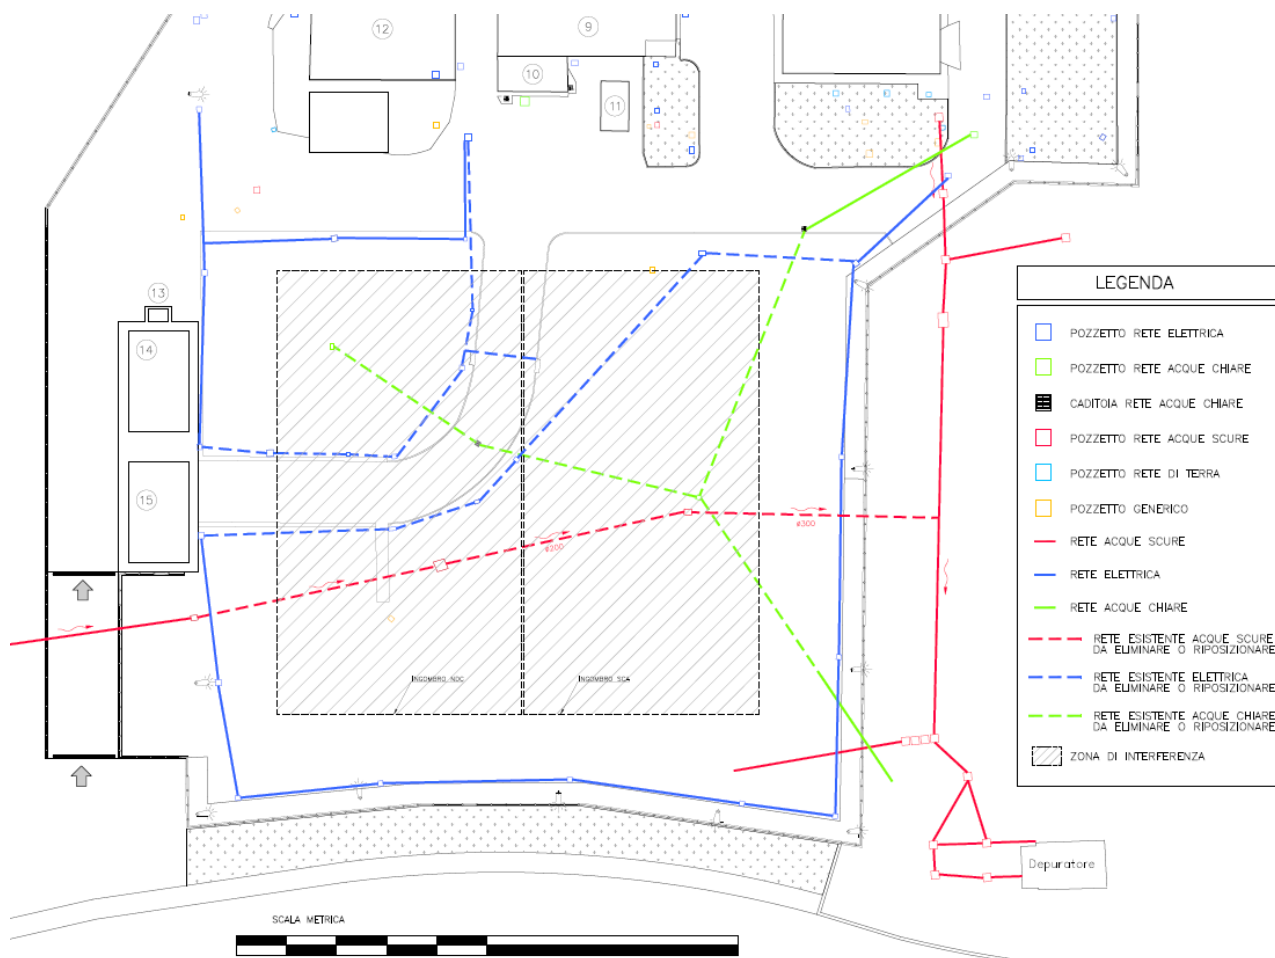 12
9
10
11
13
14
15
LEGENDA
POZZETTO RETE ELETTRICA
POZZETTO RETE ACQUE CHIARE
CADITOIA RETE ACQUE CHIARE
POZZETTO RETE ACQUE SCURE
POZZETTO RETE DI TERRA
POZZETTO GENERICO
RETE ACQUE SCURE
RETE ELETTRICA
RETE ACQUE CHIARE
RETE ESISTENTE ACQUE SCURE
DA ELIMINARE O RIPOSIZIONARE
RETE ESISTENTE ELETTRICA
DA ELIMINARE O RIPOSIZIONARE
RETE ESISTENTE ACQUE CHIARE
DA ELIMINARE O RIPOSIZIONARE
ZONA DI INTERFERENZA
ø300
ø200
INGOMBRO NOC
INGOMBRO SCA
Depuratore
SCALA METRICA